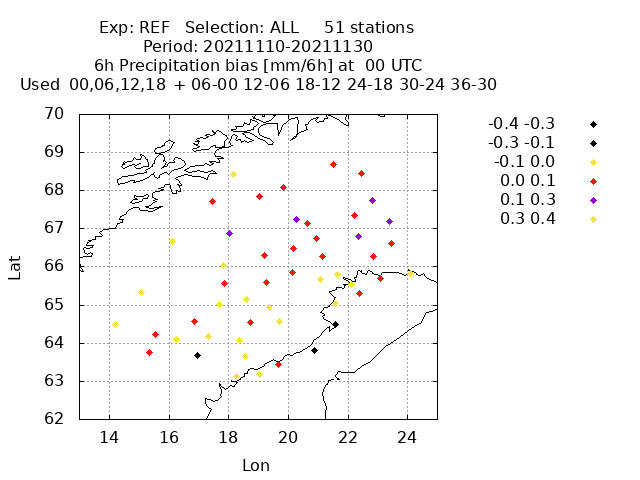 Exp: REF   Selection: ALL     51 stations
Period: 20211110-20211130
6h Precipitation bias [mm/6h] at  00 UTC
Used  00,06,12,18  + 06-00 12-06 18-12 24-18 30-24 36-30
70
69
68
67
66
65
64
63
62
Lat
14 16 18 20 22 24
Lon
-0.4 -0.3
-0.3 -0.1
-0.1 0.0
0.0 0.1
0.1 0.3
0.3 0.4